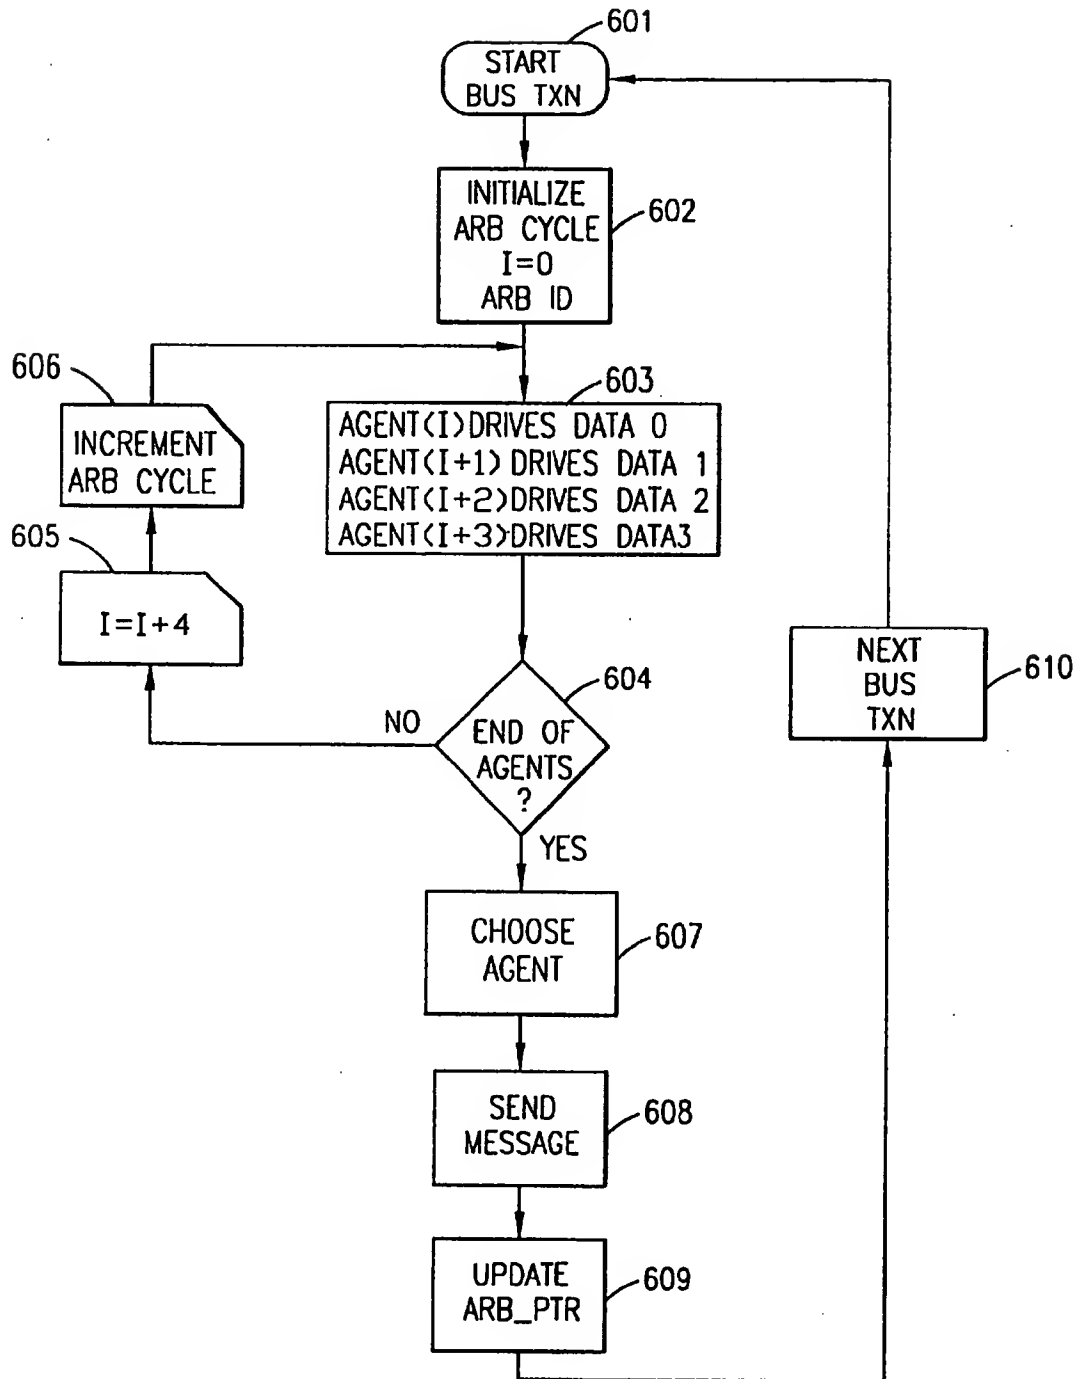 601
START
BUS TXN
INITIALIZE
ARB CYCLE
I=0
ARB ID
602
606
INCREMENT
ARB CYCLE
603
AGENT(I)DRIVES DATA 0
AGENT(I+1) DRIVES DATA 1
AGENT(I+2)DRIVES DATA 2
AGENT(I+3)DRIVES DATA3
605
I=I+4
604
NO
END OF
AGENTS
?
YES
NEXT
BUS
TXN
610
CHOOSE
AGENT
607
SEND
MESSAGE
608
UPDATE
ARB_PTR
609